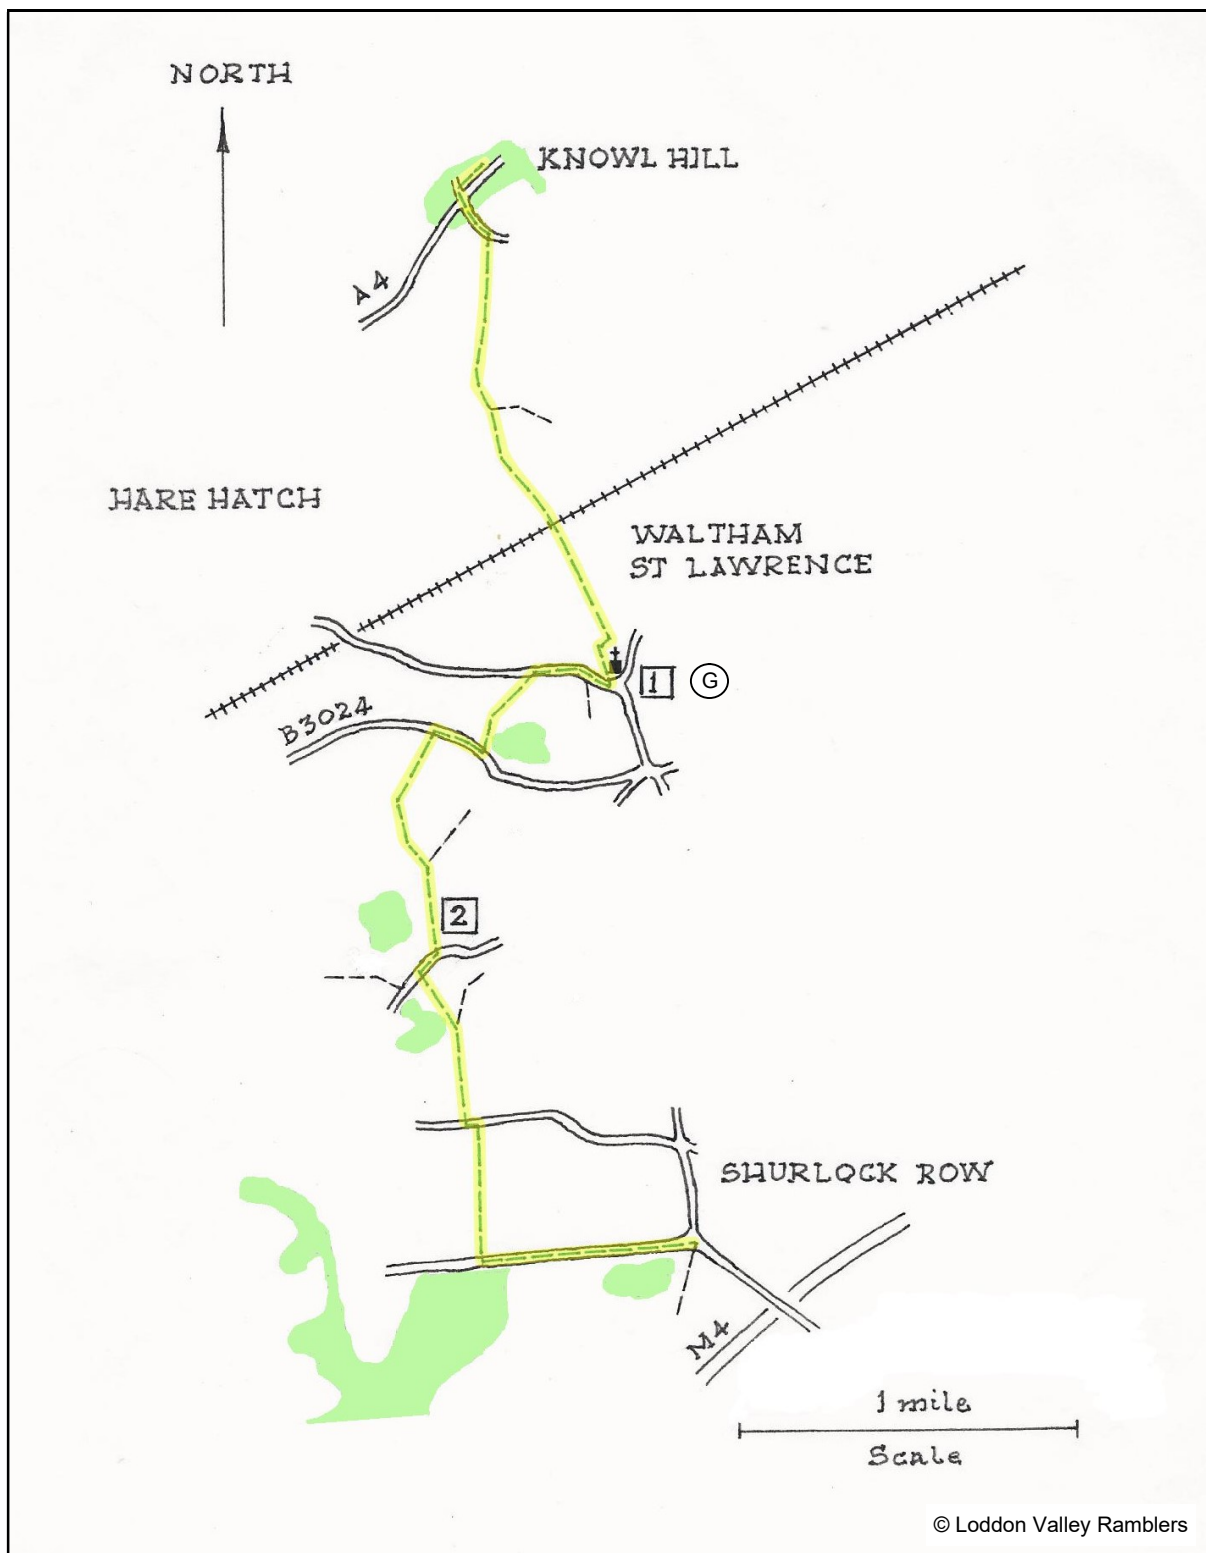 NORTH
KNOWL HILL
A4
HARE HATCH
WALTHAM
ST LAWRENCE
1 G
B3024
2
SHURLOCK ROW
M4
1 mile
Scale
© Loddon Valley Ramblers